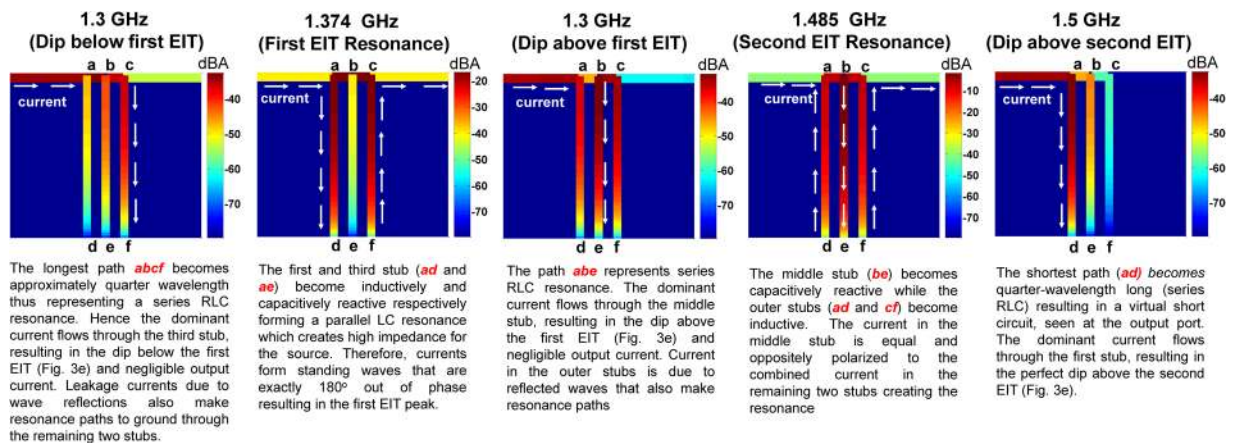 1.3 GHz
(Dip below first EIT)
a b c dBA
current
-40
-50
-60
-70
d e f
The longest path abcf becomes
approximately quarter wavelength
thus representing a series RLC
resonance. Hence the dominant
current flows through the third stub,
resulting in the dip below the first
EIT (Fig. 3e) and negligible output
current. Leakage currents due to
wave reflections also make
resonance paths to ground through
the remaining two stubs.
1.374 GHz
(First EIT Resonance)
a b c dBA
current
-20
-30
-40
-50
-60
-70
d e f
The first and third stub (ad and
ae) become inductively and
capacitively reactive respectively
forming a parallel LC resonance
which creates high impedance for
the source. Therefore, currents
form standing waves that are
exactly 180o out of phase
resulting in the first EIT peak.
1.3 GHz
(Dip above first EIT)
a b c dBA
current
-40
-50
-60
-70
d e f
The path abe represents series
RLC resonance. The dominant
current flows through the middle
stub, resulting in the dip above
the first EIT (Fig. 3e) and
negligible output current. Current
in the outer stubs is due to
reflected waves that also make
resonance paths
1.485 GHz
(Second EIT Resonance)
a b c dBA
current
-10
-20
-30
-40
-50
-60
-70
-80
d e f
The middle stub (be) becomes
capacitively reactive while the
outer stubs (ad and cf) become
inductive. The current in the
middle stub is equal and
oppositely polarized to the
combined current in the
remaining two stubs creating the
resonance
1.5 GHz
(Dip above second EIT)
a b c dBA
current
-40
-50
-60
-70
d e f
The shortest path (ad) becomes
quarter-wavelength long (series
RLC) resulting in a virtual short
circuit, seen at the output port.
The dominant current flows
through the first stub, resulting in
the perfect dip above the second
EIT (Fig. 3e).